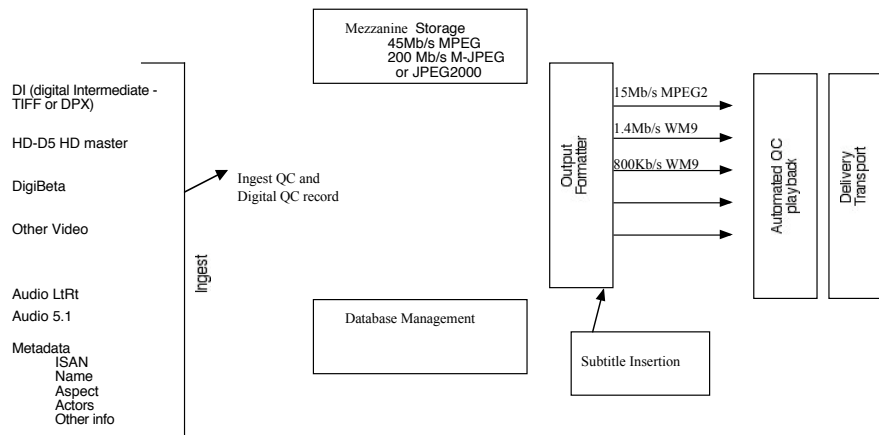 Mezzanine Storage
45Mb/s MPEG
200 Mb/s M-JPEG
or JPEG2000
DI (digital Intermediate -
TIFF or DPX)
HD-D5 HD master
DigiBeta
Other Video
Audio LtRt
Audio 5.1
Metadata
ISAN
Name
Aspect
Actors
Other info
Ingest
Ingest QC and
Digital QC record
Database Management
Output
Formatter
15Mb/s MPEG2
1.4Mb/s WM9
800Kb/s WM9
Subtitle Insertion
Automated QC
playback
Delivery
Transport